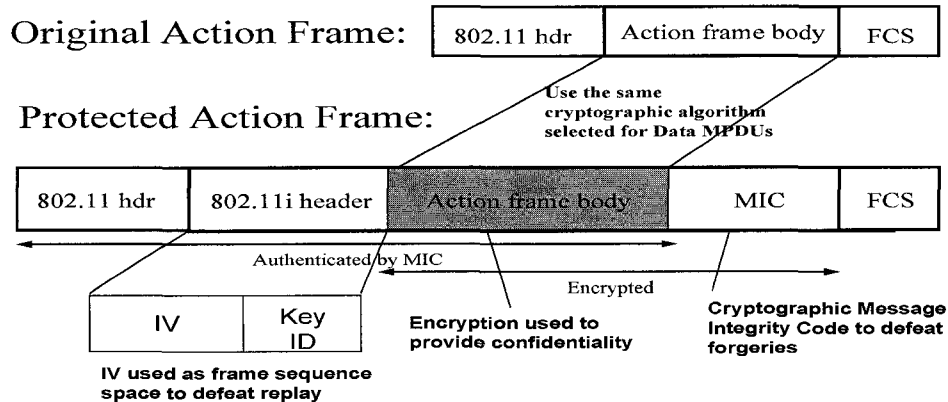 Original Action Frame:
802.11 hdr
Action frame body
FCS
Use the same
cryptographic algorithm
selected for Data MPDUs
Protected Action Frame:
802.11 hdr
802.11i header
Action frame body
MIC
FCS
Authenticated by MIC
Encrypted
IV
Key
ID
Encryption used to
provide confidentiality
Cryptographic Message
Integrity Code to defeat
forgeries
IV used as frame sequence
space to defeat replay